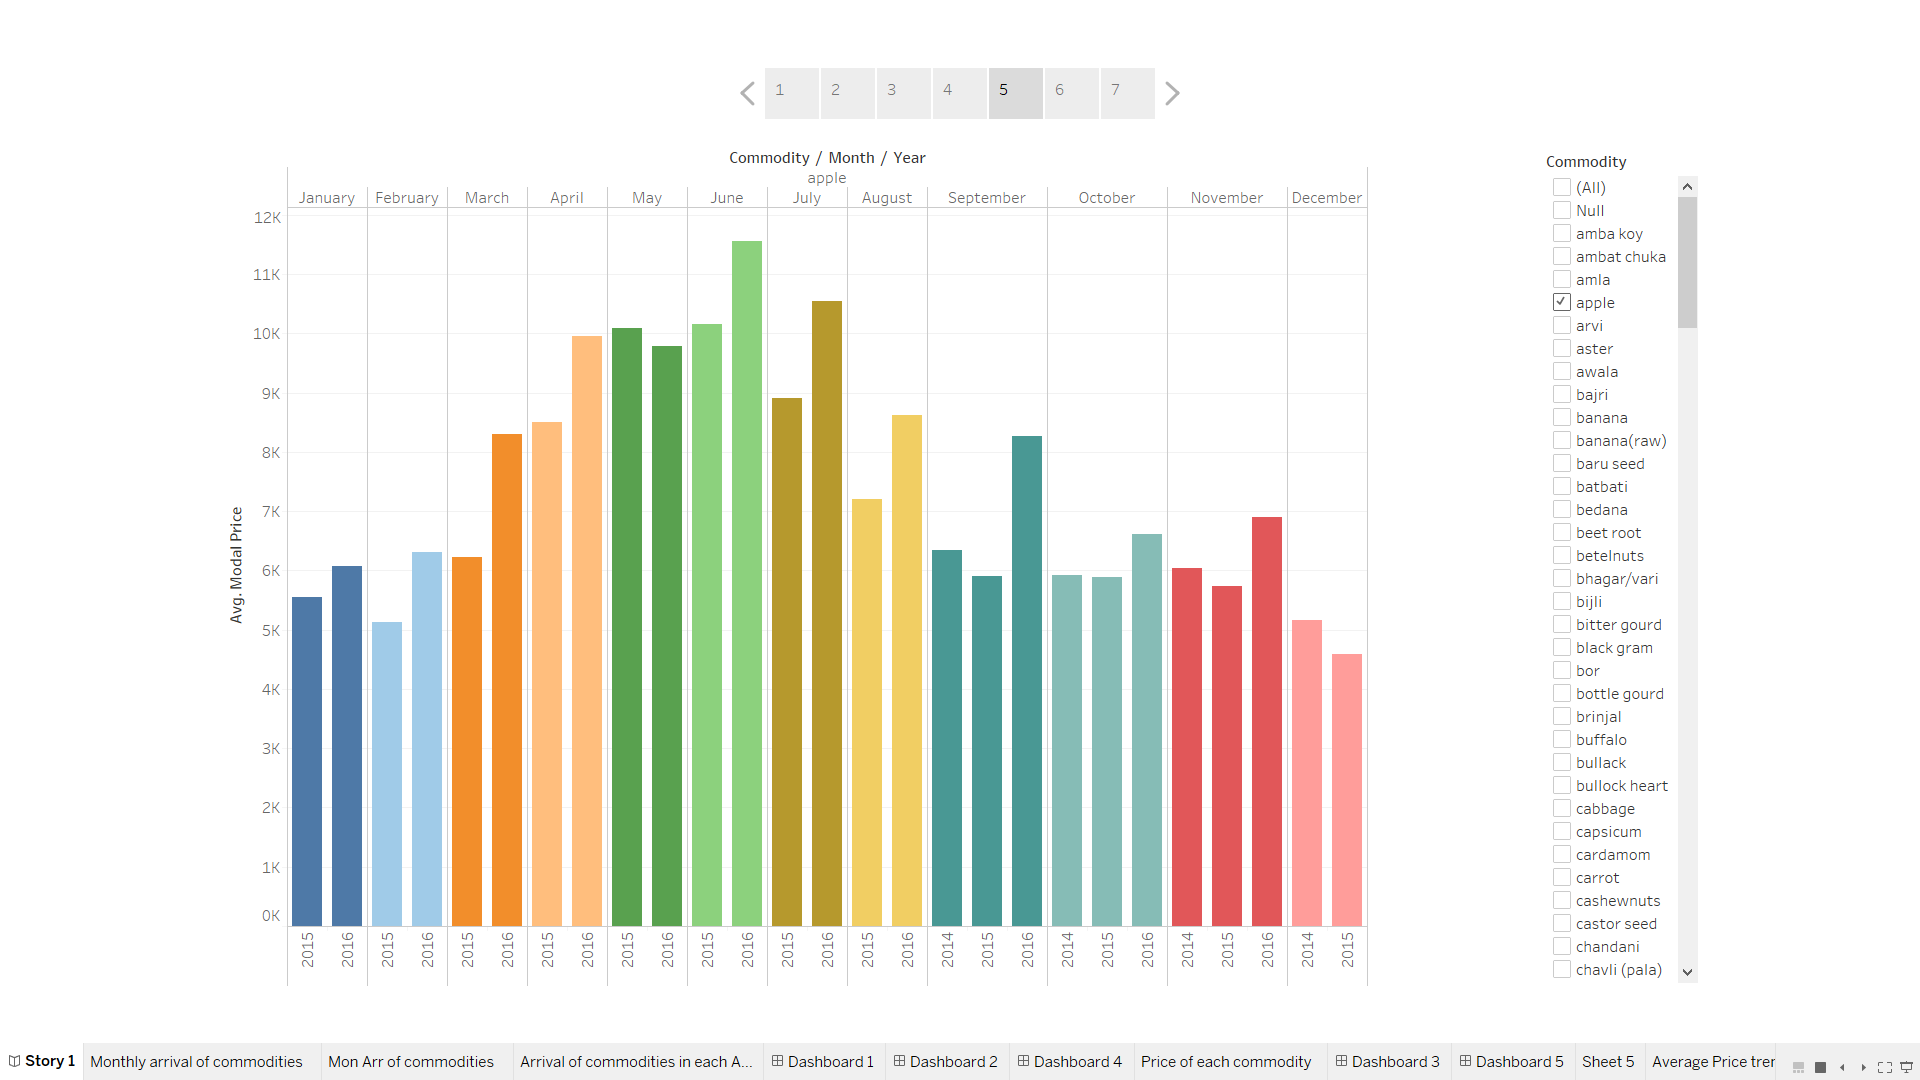 1 2 3 4 5 6 7
Commodity / Month / Year
apple
January February March April May June July August September October November December
12K
11K
10K
9K
8K
7K
6K
5K
4K
3K
2K
1K
0K
Avg. Modal Price
2015 2016 2015 2016 2015 2016 2015 2016 2015 2016 2015 2016 2015 2016 2015 2016 2014 2015 2016 2014 2015 2016 2014 2015 2016 2014 2015
Commodity
(All)
Null
amba koy
ambat chuka
amla
apple
arvi
aster
awala
bajri
banana
banana(raw)
baru seed
batbati
bedana
beet root
betelnuts
bhagar/vari
bijli
bitter gourd
black gram
bor
bottle gourd
brinjal
buffalo
bullack
bullock heart
cabbage
capsicum
cardamom
carrot
cashewnuts
castor seed
chandani
chavli (pala)
Story 1 Monthly arrival of commodities Mon Arr of commodities Arrival of commodities in each A... Dashboard 1 Dashboard 2 Dashboard 4 Price of each commodity Dashboard 3 Dashboard 5 Sheet 5 Average Price trer